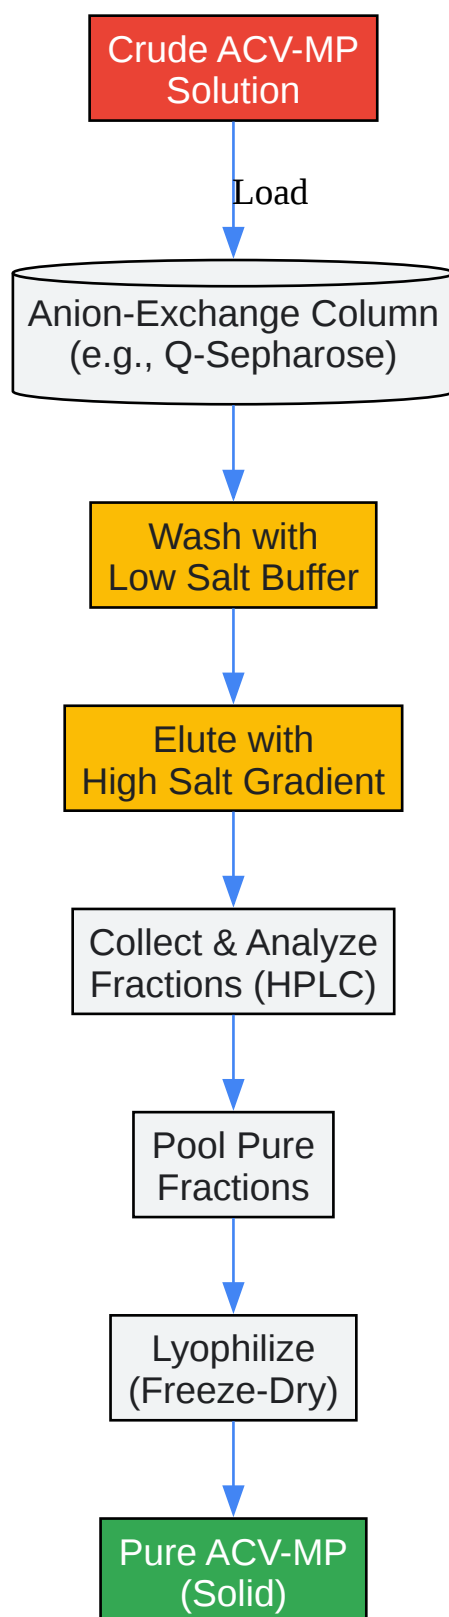 Crude ACV-MP
Solution
Load
Anion-Exchange Column
(e.g., Q-Sepharose)
Wash with
Low Salt Buffer
Elute with
High Salt Gradient
Collect & Analyze
Fractions (HPLC)
Pool Pure
Fractions
Lyophilize
(Freeze-Dry)
Pure ACV-MP
(Solid)